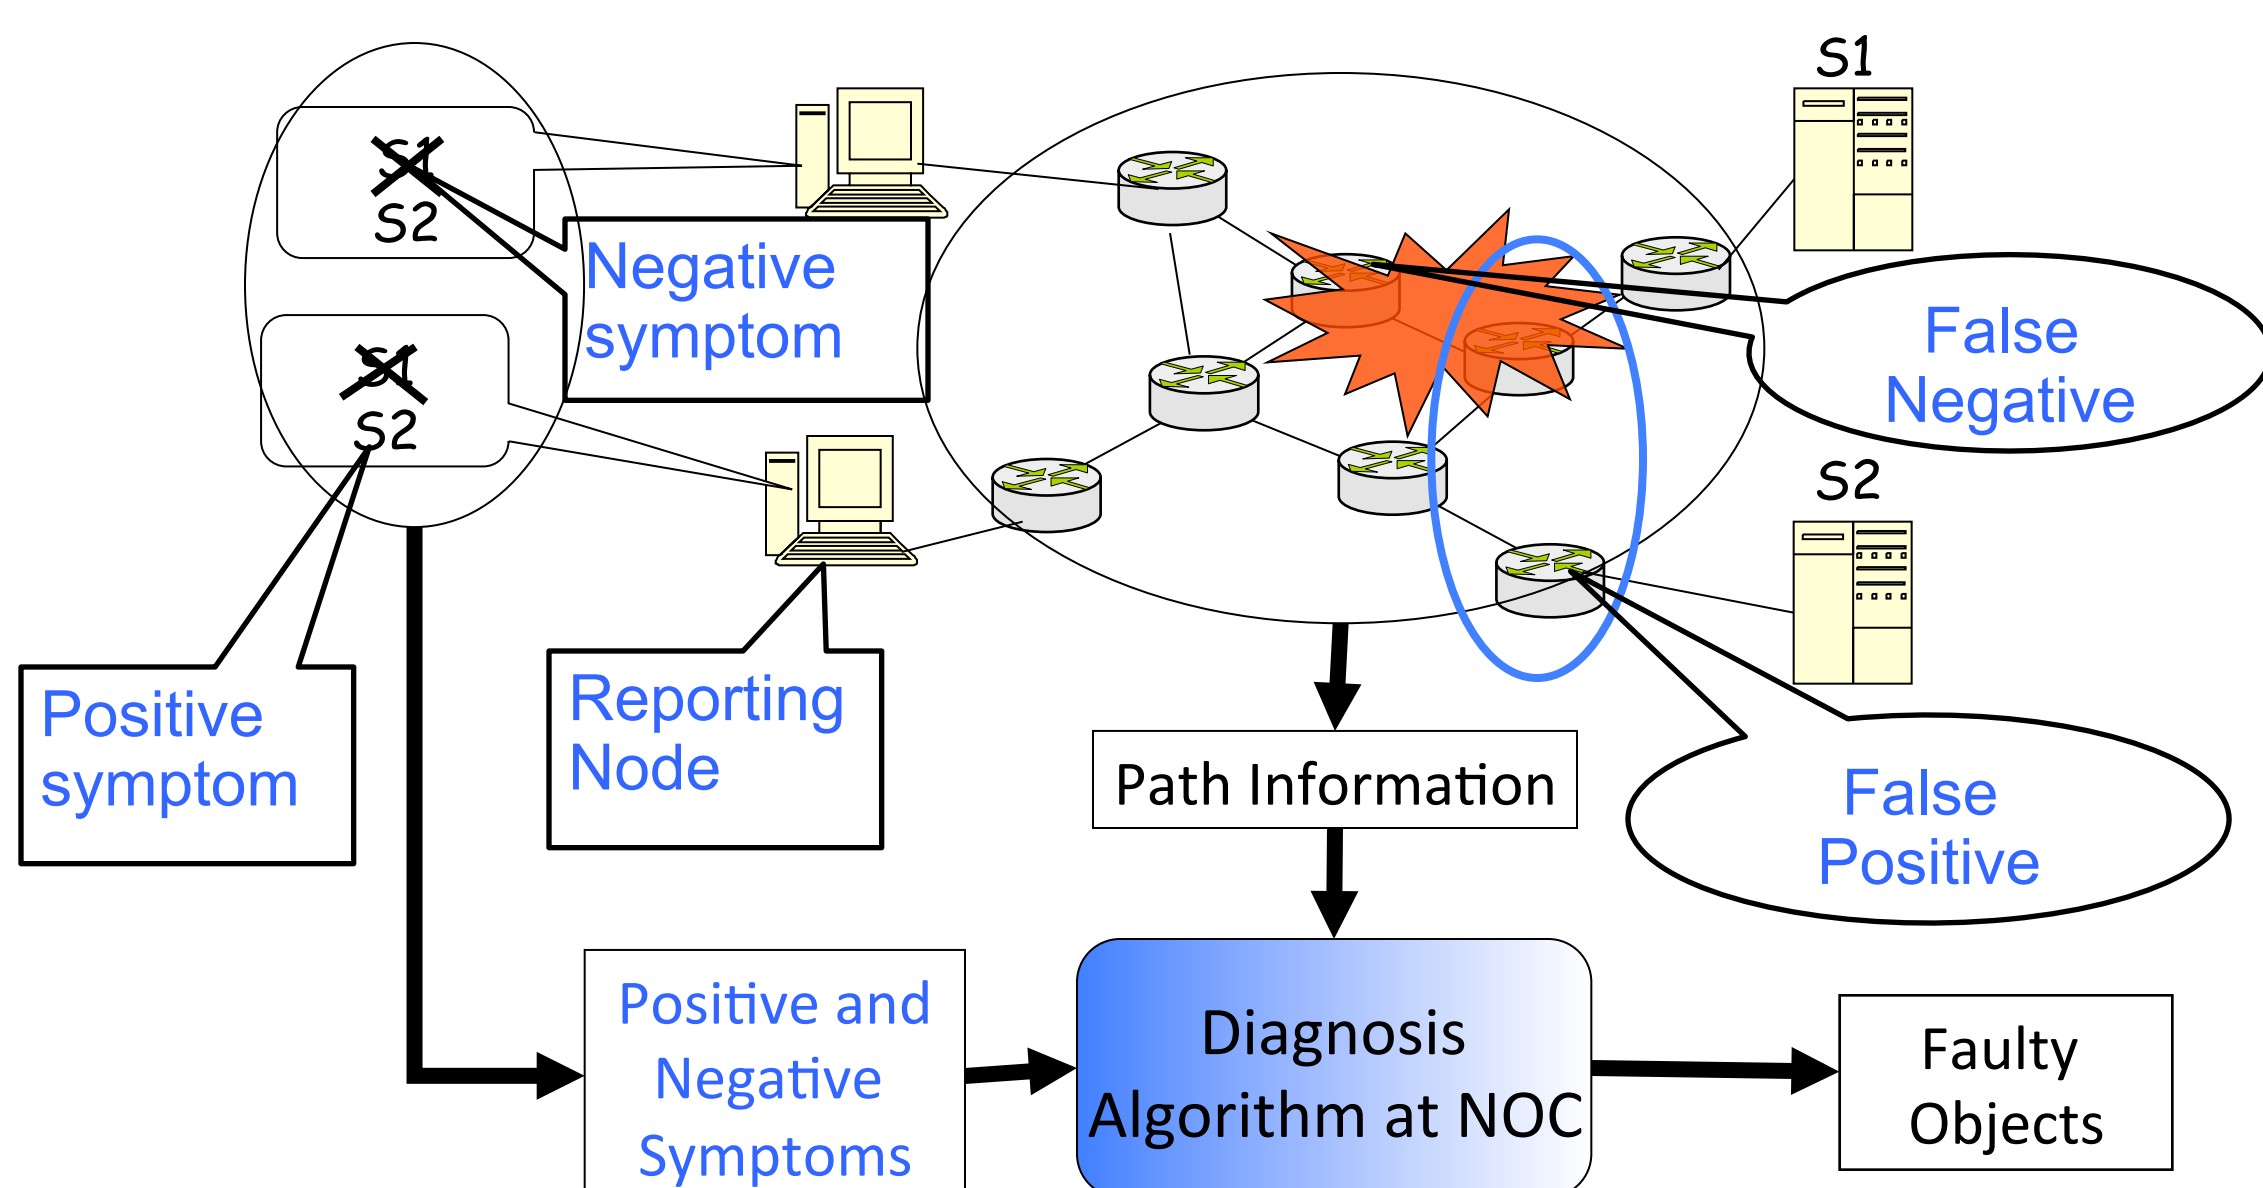 S1
S1
S2
Negative
symptom
False
Negative
S1
S2
S2
Positive
symptom
Reporting
Node
Path Information
False
Positive
Positive and
Negative
Symptoms
Diagnosis
Algorithm at NOC
Faulty
Objects